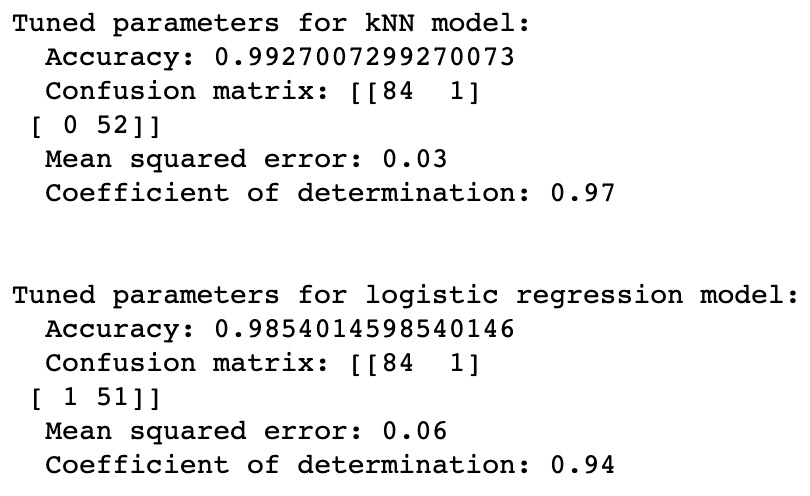 Tuned parameters for kNN model:
  Accuracy: 0.9927007299270073
  Confusion matrix: [[84  1]
 [ 0 52]]
  Mean squared error: 0.03
  Coefficient of determination: 0.97
Tuned parameters for logistic regression model:
  Accuracy: 0.9854014598540146
  Confusion matrix: [[84  1]
 [ 1 51]]
  Mean squared error: 0.06
  Coefficient of determination: 0.94